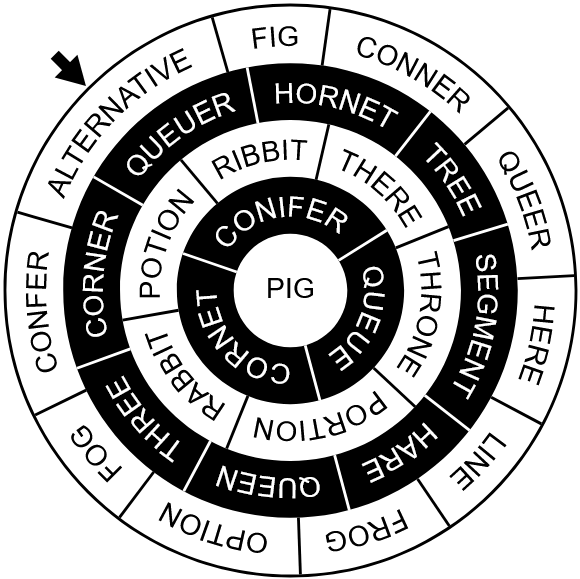 ALTERNATIVE
FIG
CONNER
QUEER
HERE
LINE
FROG
OPTION
FOG
CONFER
QUEUER
HORNET
TREE
SEGMENT
HARE
QUEEN
THREE
CORNER
POTION
RIBBIT
THERE
THRONE
PORTION
RABBIT
CONIFER
QUEUE
CORNET
PIG